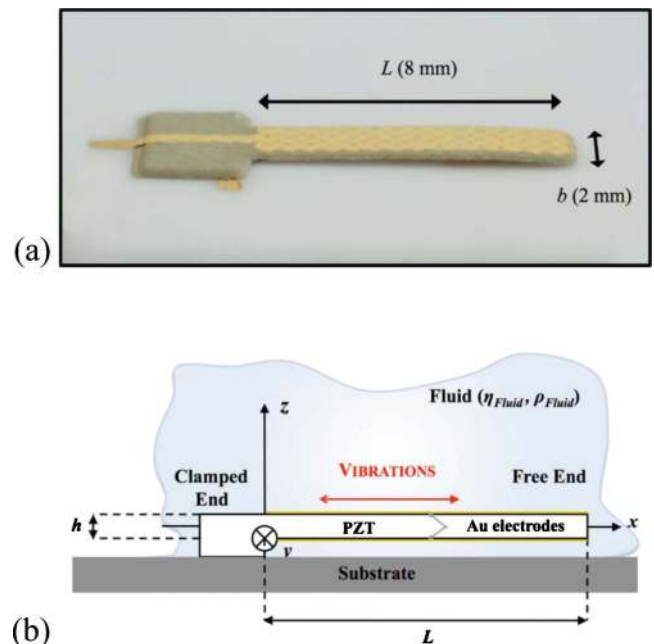 L (8 mm)
b (2 mm)
(a)
Fluid (ηFluid, ρFluid)
z
VIBRATIONS
Clamped
End
Free End
h
PZT
Au electrodes
x
y
Substrate
L
(b)